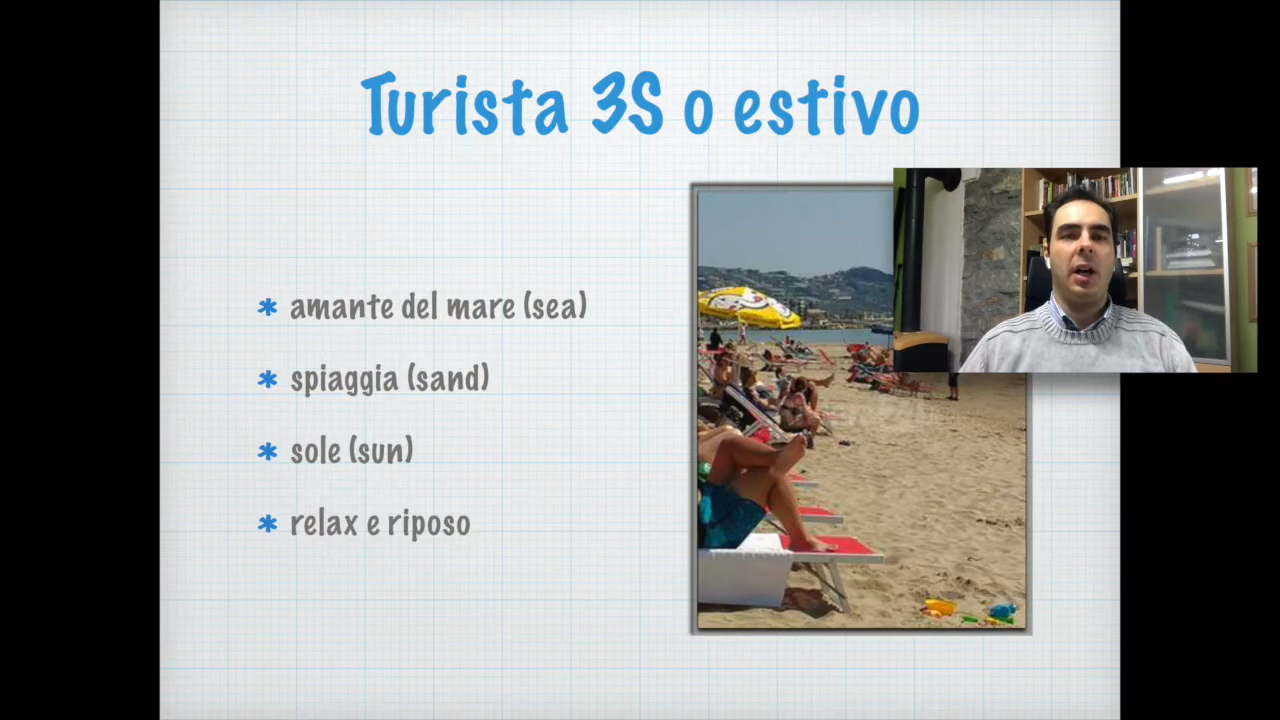 Turista 3S o estivo
* amante del mare (sea)
* spiaggia (sand)
* sole (sun)
* relax e riposo